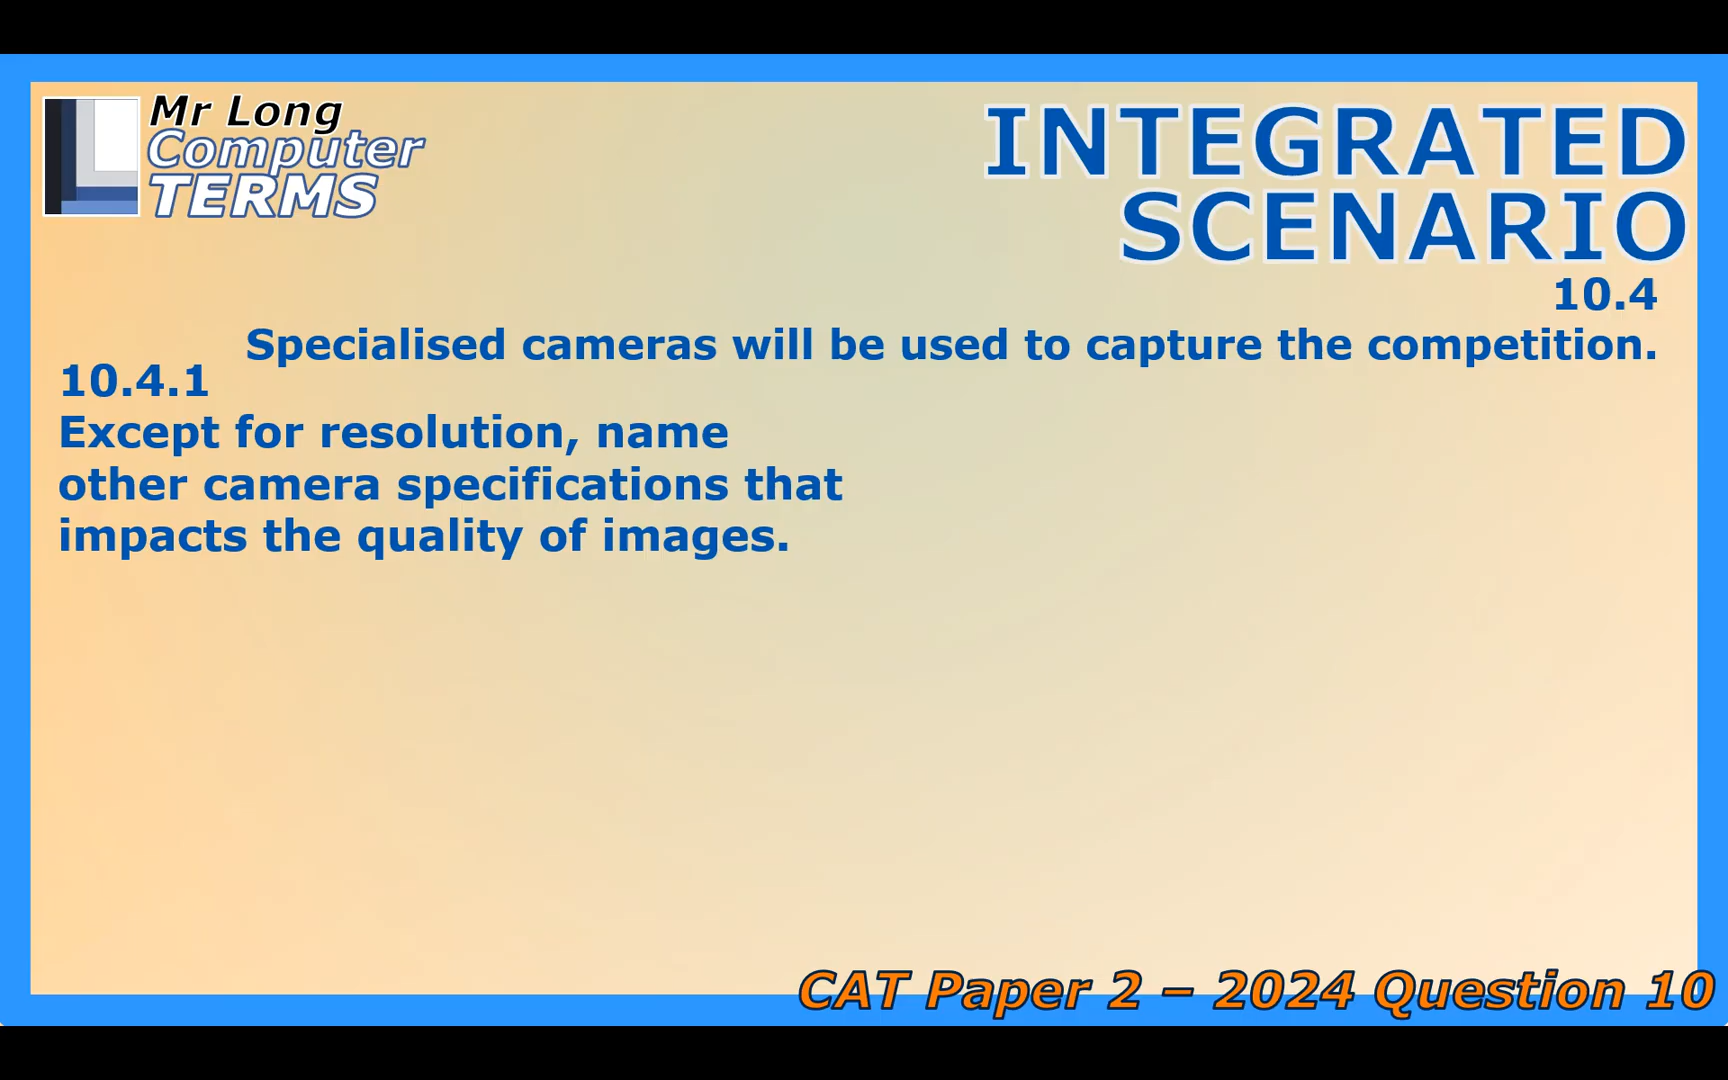 Mr Long
Computer
TERMS
INTEGRATED
SCENARIO
10.4
Specialised cameras will be used to capture the competition.
10.4.1
Except for resolution, name
other camera specifications that
impacts the quality of images.
CAT Paper 2 – 2024 Question 10